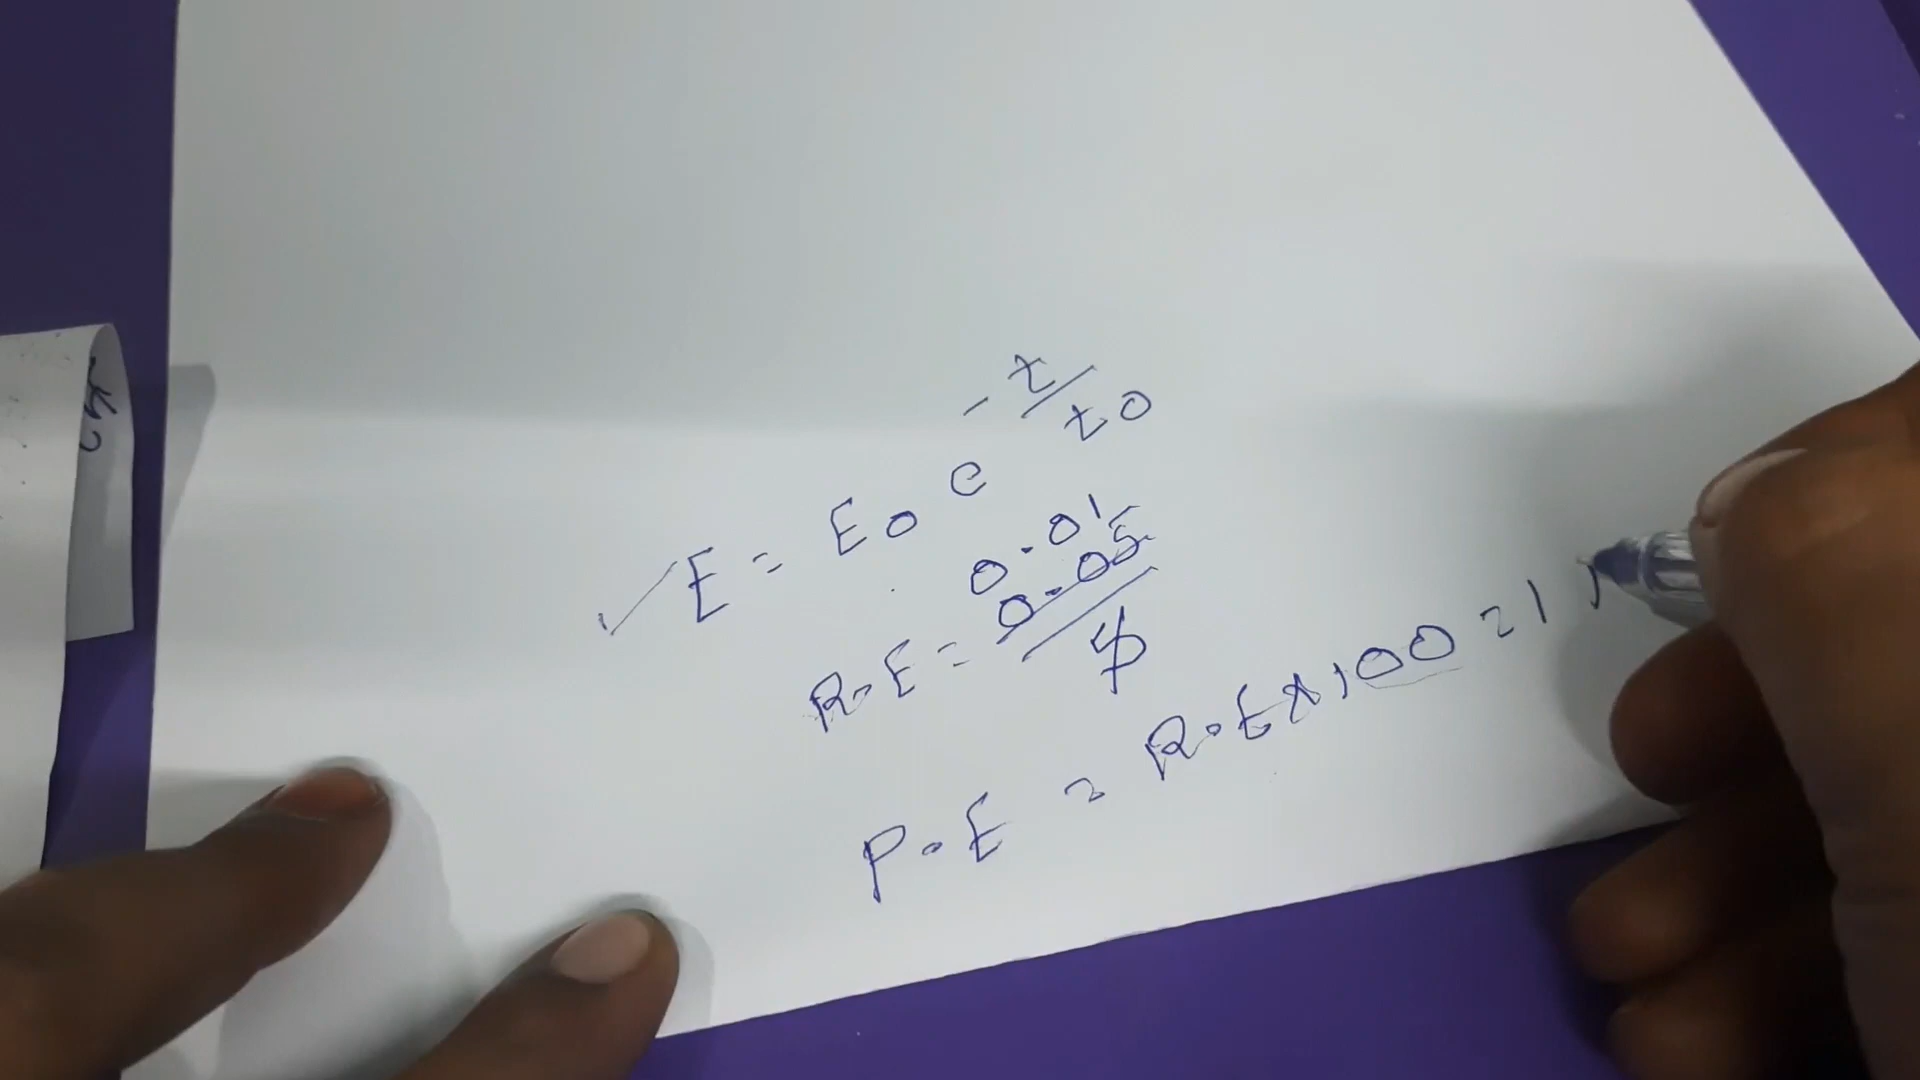 E = E0 e -t/t0
R.E = 0.05/5 0.01
P.E = R.E x 100 = 1